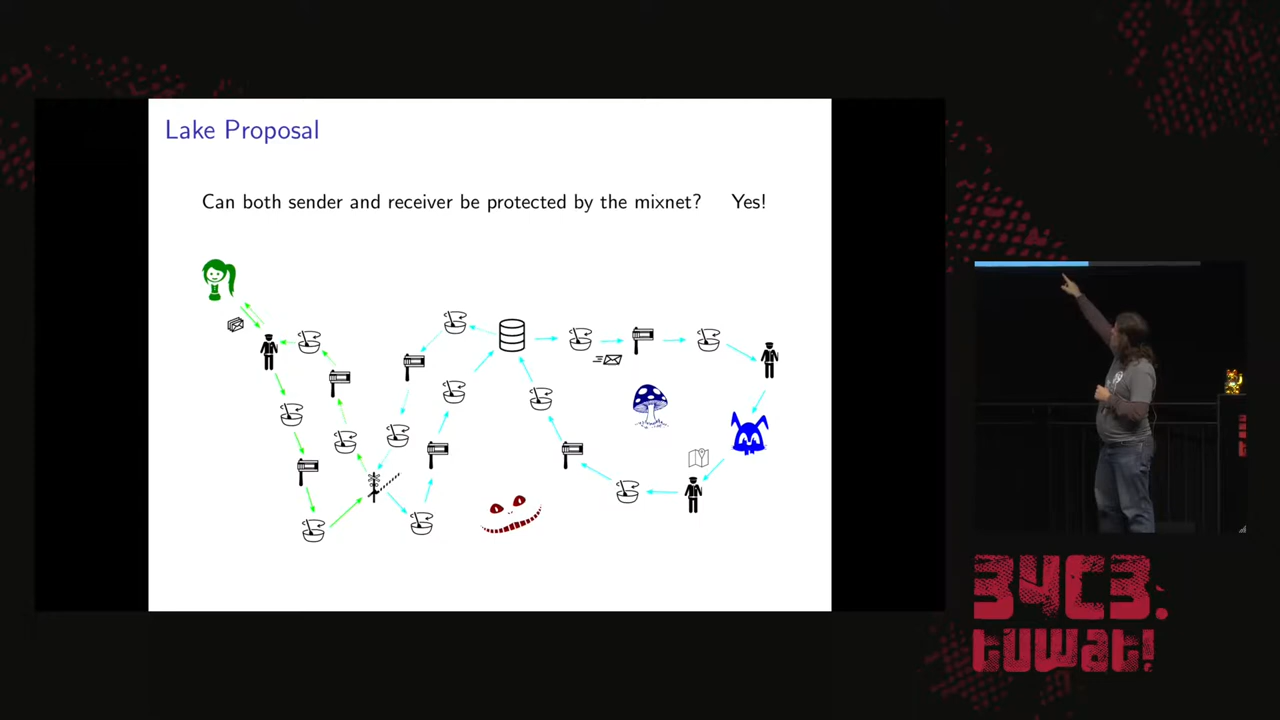 Lake Proposal
Can both sender and receiver be protected by the mixnet? Yes!
34C3.
tuwat!